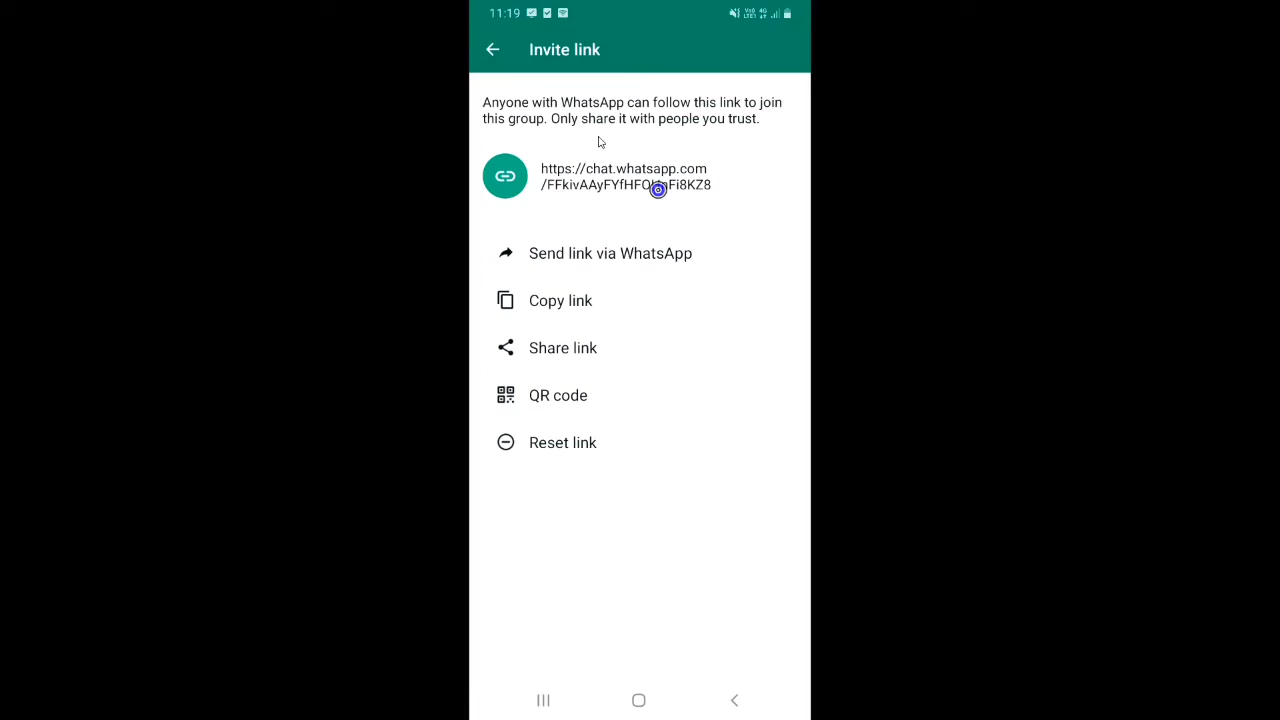 11:19
Invite link
Anyone with WhatsApp can follow this link to join
this group. Only share it with people you trust.
https://chat.whatsapp.com
Send link via WhatsApp
Copy link
Share link
QR code
Reset link